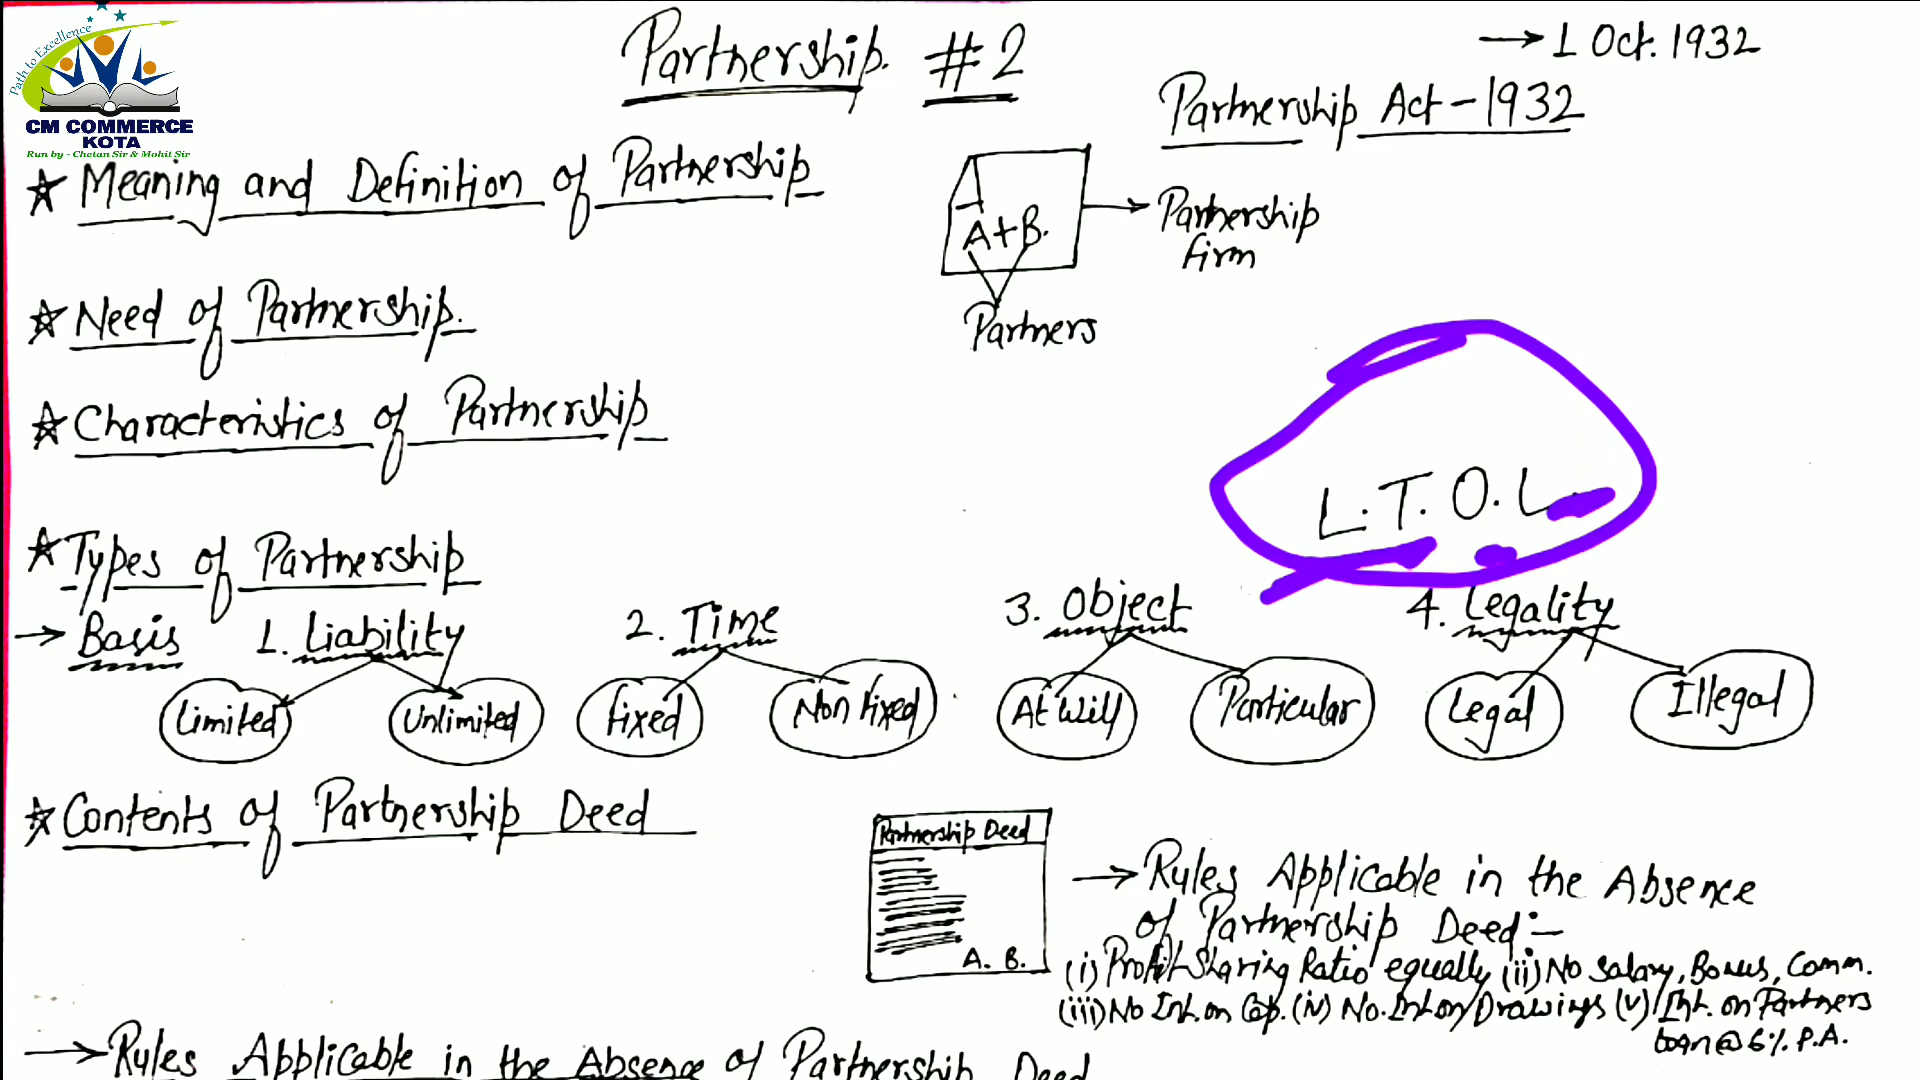 Path to Excellence
CM COMMERCE
KOTA
Run by - Chetan Sir & Mohit Sir
Partnership. #2
→ 1 Oct. 1932
Partnership Act-1932
☆ Meaning and Definition of Partnership
A+B.
→ Partnership
firm
Partners
☆ Need of Partnership.
☆ Characteristics of Partnership
L.T.O.L
☆ Types of Partnership
→ Basis 1. Liability 2. Time 3. Object 4. Legality
Limited Unlimited fixed Non fixed At Will Particular Legal Illegal
☆ Contents of Partnership Deed
Partnership Deed
A. B.
→ Rules Applicable in the Absence
of Partnership Deed:-
(i) Profit Sharing Ratio equally (ii) No Salary, Bonus, Comm.
(iii) No Int. on Cap. (iv) No. Int on Drawings (v) Int. on Partners
loan @ 6% P.A.
→ Rules Applicable in the Absence of Partnership Deed